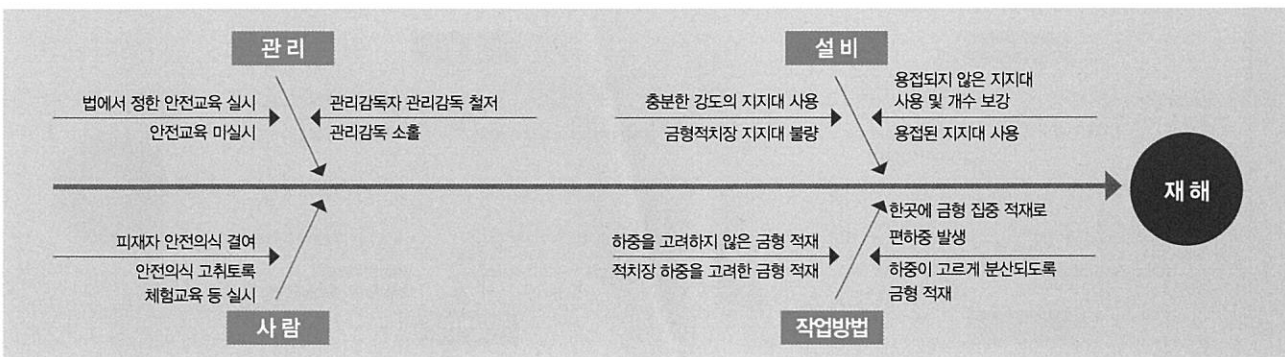 관리
법에서 정한 안전교육 실시
안전교육 미실시
관리감독자 관리감독 철저
관리감독 소홀
설비
충분한 강도의 지지대 사용
금형적치장 지지대 불량
용접되지 않은 지지대
사용 및 개수 보강
용접된 지지대 사용
재해
피재자 안전의식 결여
안전의식 고취토록
체험교육 등 실시
사람
하중을 고려하지 않은 금형 적재
적치장 하중을 고려한 금형 적재
한곳에 금형 집중 적재로
편하중 발생
하중이 고르게 분산되도록
금형 적재
작업방법